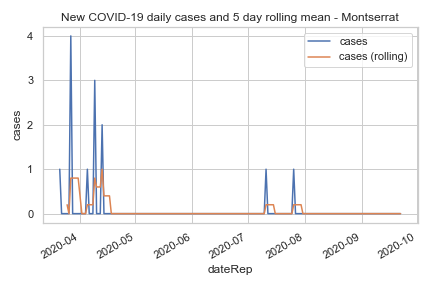 New COVID-19 daily cases and 5 day rolling mean - Montserrat
cases
cases (rolling)
4
3
2
1
0
cases
2020-04
2020-05
2020-06
2020-07
2020-08
2020-09
2020-10
dateRep